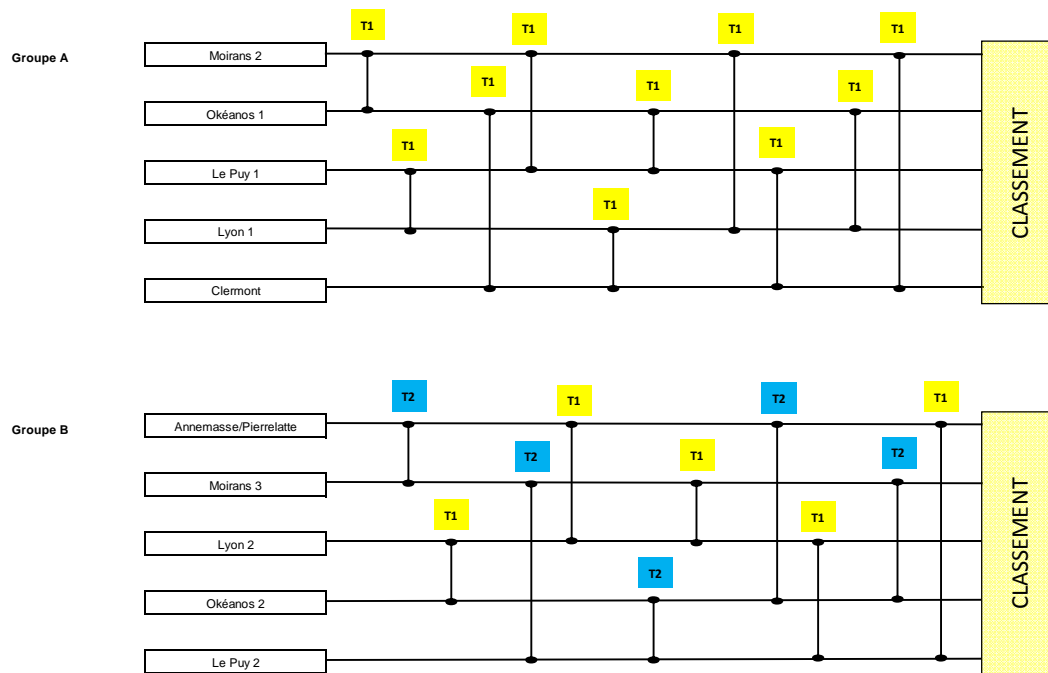 T1 T1 T1 T1
Groupe A
Moirans 2
T1 T1 T1
Okéanos 1
T1 T1
Le Puy 1
T1
Lyon 1
Clermont
CLASSEMENT
T2 T1 T2 T1
Groupe B
Annemasse/Pierrelatte
T2 T1 T2
Moirans 3
T1 T1
Lyon 2
T2
Okéanos 2
Le Puy 2
CLASSEMENT